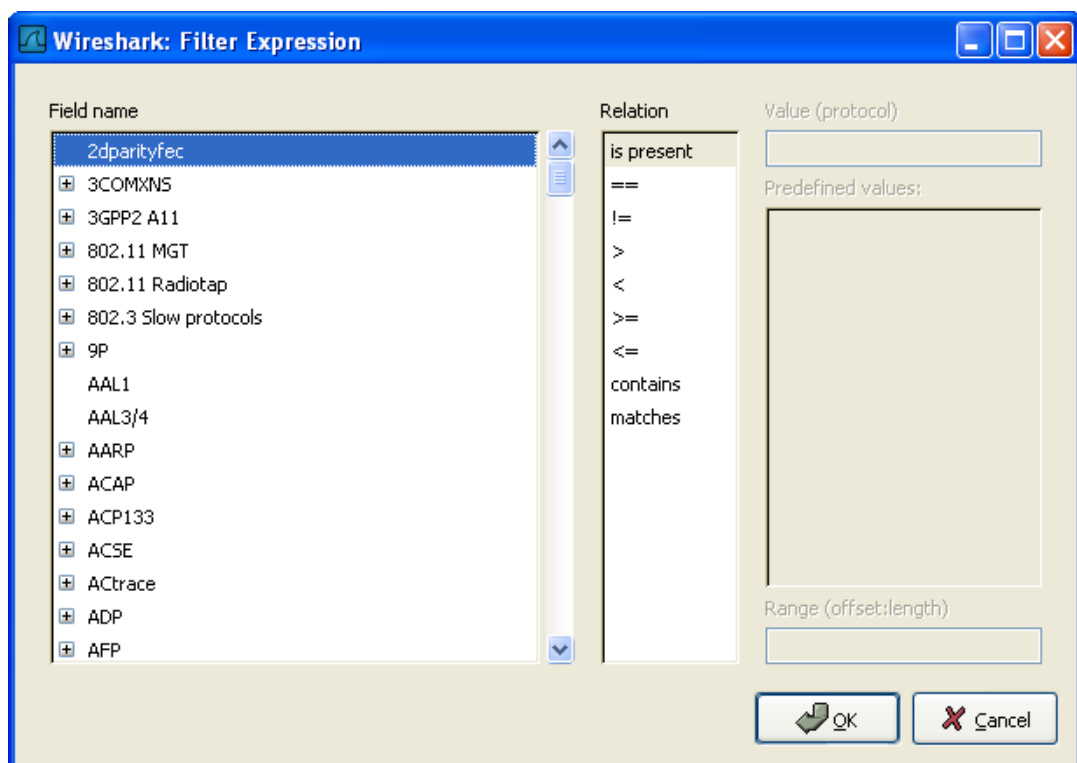 Wireshark: Filter Expression
Field name
2dparityfec
3COMXNS
3GPP2 A11
802.11 MGT
802.11 Radiotap
802.3 Slow protocols
9P
AAL1
AAL3/4
AARP
ACAP
ACP133
ACSE
ACtrace
ADP
AFP
Relation
is present
==
!=
>
<
>=
<=
contains
matches
Value (protocol)
Predefined values:
Range (offset:length)
OK
Cancel